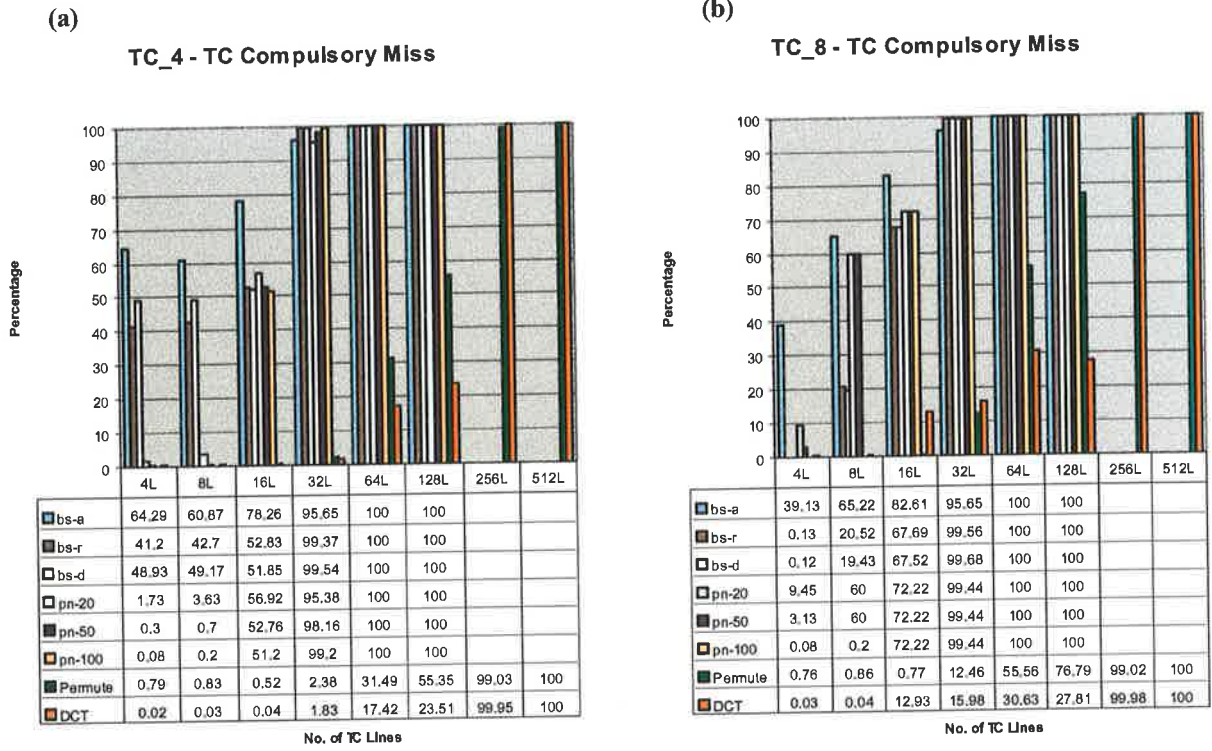 (a)
TC_4 - TC Compulsory Miss
Percentage
100
90
80
70
60
50
40
30
20
10
0
4L 8L 16L 32L 64L 128L 256L 512L
bs-a 64.29 60.87 78.26 95.65 100 100
bs-r 41.2 42.7 52.83 99.37 100 100
bs-d 48.93 49.17 51.85 99.54 100 100
pn-20 1.73 3.63 56.92 95.38 100 100
pn-50 0.3 0.7 52.76 98.16 100 100
pn-100 0.08 0.2 51.2 99.2 100 100
Permute 0.79 0.83 0.52 2.38 31.49 55.35 99.03 100
DCT 0.02 0.03 0.04 1.83 17.42 23.51 99.95 100
No. of TC Lines
(b)
TC_8 - TC Compulsory Miss
Percentage
100
90
80
70
60
50
40
30
20
10
0
4L 8L 16L 32L 64L 128L 256L 512L
bs-a 39.13 65.22 82.61 95.65 100 100
bs-r 0.13 20.52 67.69 99.56 100 100
bs-d 0.12 19.43 67.52 99.68 100 100
pn-20 9.45 60 72.22 99.44 100 100
pn-50 3.13 60 72.22 99.44 100 100
pn-100 0.08 0.2 72.22 99.44 100 100
Permute 0.76 0.86 0.77 12.46 55.56 76.79 99.02 100
DCT 0.03 0.04 12.93 15.98 30.63 27.81 99.98 100
No. of TC Lines